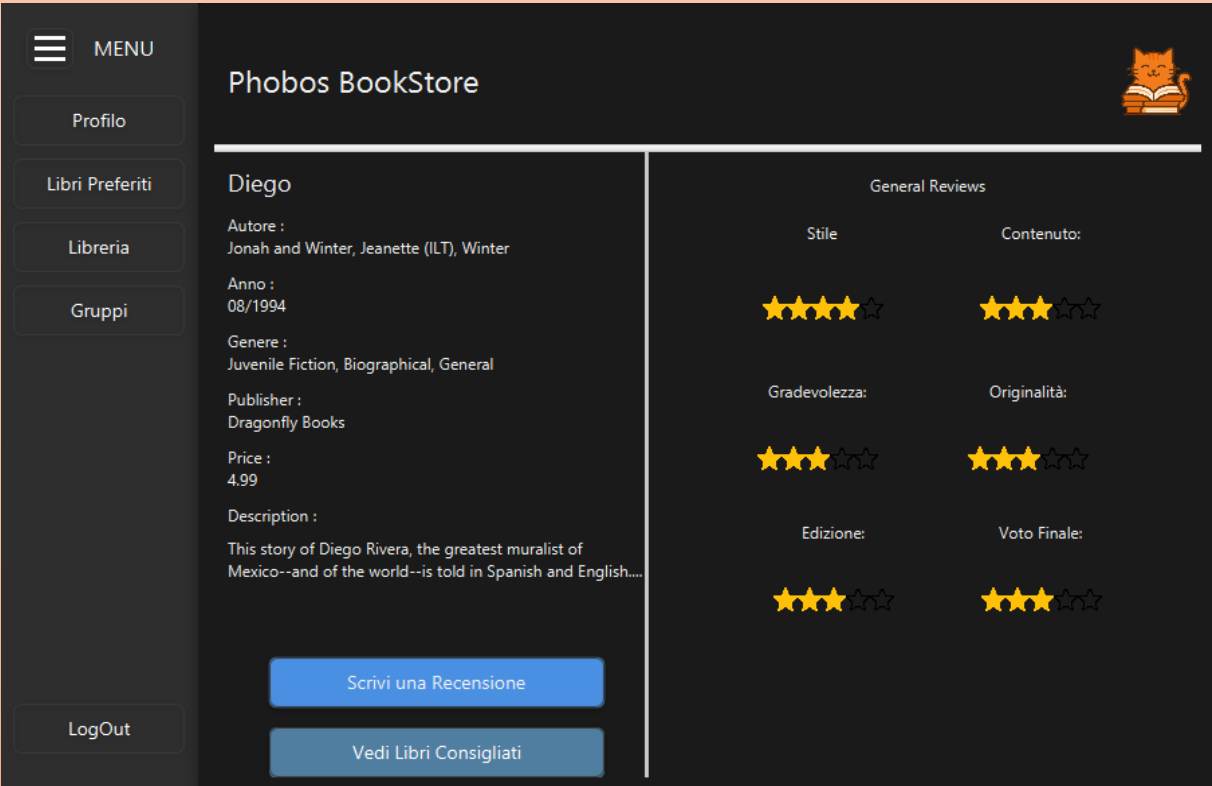 MENU
Profilo
Libri Preferiti
Libreria
Gruppi
LogOut
Phobos BookStore
Diego
Autore :
Jonah and Winter, Jeanette (ILT), Winter
Anno :
08/1994
Genere :
Juvenile Fiction, Biographical, General
Publisher :
Dragonfly Books
Price :
4.99
Description :
This story of Diego Rivera, the greatest muralist of
Mexico--and of the world--is told in Spanish and English....
Scrivi una Recensione
Vedi Libri Consigliati
General Reviews
Stile
Contenuto:
Gradevolezza:
Originalità:
Edizione:
Voto Finale: